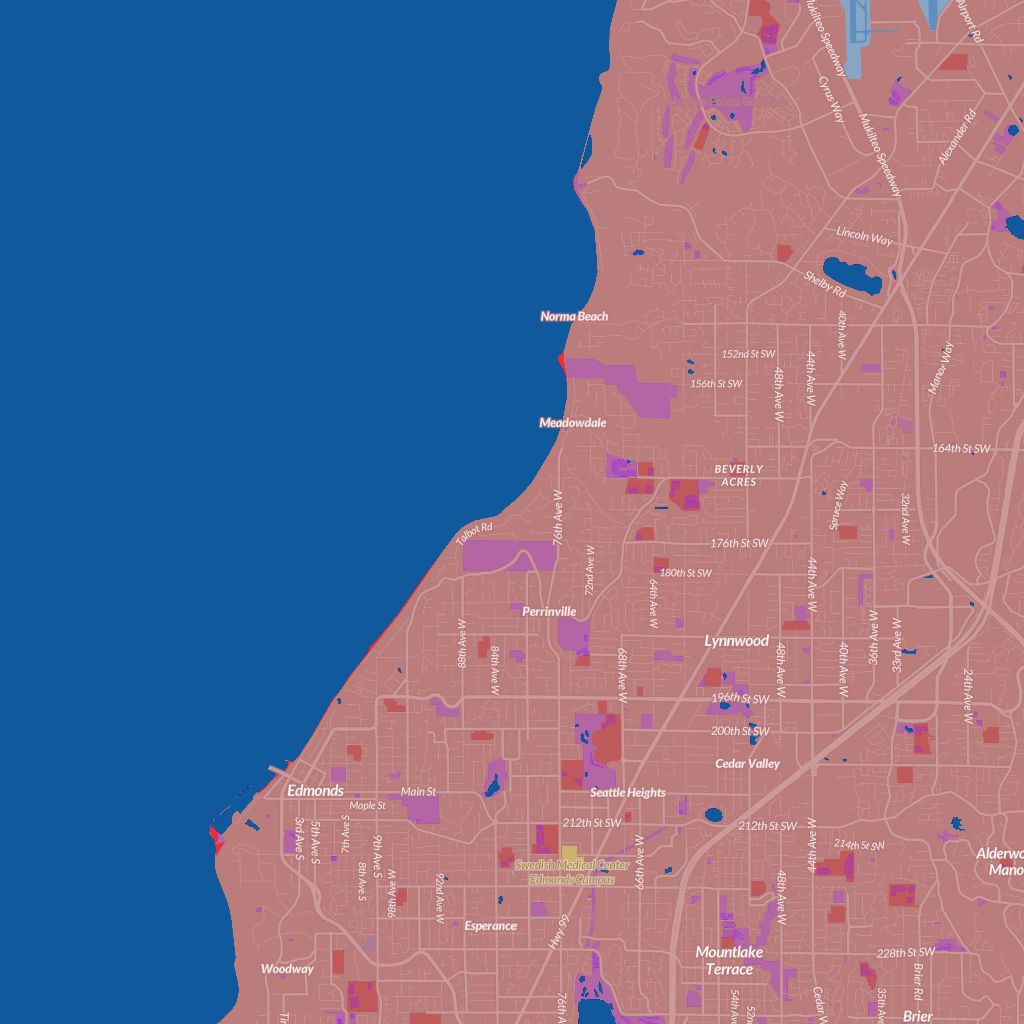 Mukilteo Speedway
Airport Rd
Cyrus Way
Mukilteo Speedway
Alexander Rd
Lincoln Way
Shelby Rd
Norma Beach
40th Ave W
44th Ave W
152nd St SW
Manor Way
48th Ave W
156th St SW
Meadowdale
164th St SW
BEVERLY
ACRES
Spruce Way
32nd Ave W
76th Ave W
Talbot Rd
176th St SW
72nd Ave W
180th St SW
64th Ave W
44th Ave W
Perrinville
88th Ave W
84th Ave W
68th Ave W
Lynnwood
48th Ave W
40th Ave W
36th Ave W
33rd Ave W
24th Ave W
196th St SW
200th St SW
Cedar Valley
Edmonds
Main St
Maple St
Seattle Heights
212th St SW
212th St SW
3rd Ave S
5th Ave S
7th Ave S
8th Ave S
9th Ave S
96th Ave W
92nd Ave W
66th Ave W
44th Ave W
214th St SW
Alderwo
Mano
Swedish Medical Center
Edmonds Campus
48th Ave W
Esperance
Hwy 99
Mountlake
Terrace
228th St SW
Woodway
Brier Rd
35th Ave W
Cedar W
54th Ave W
52nd
76th A
Brier